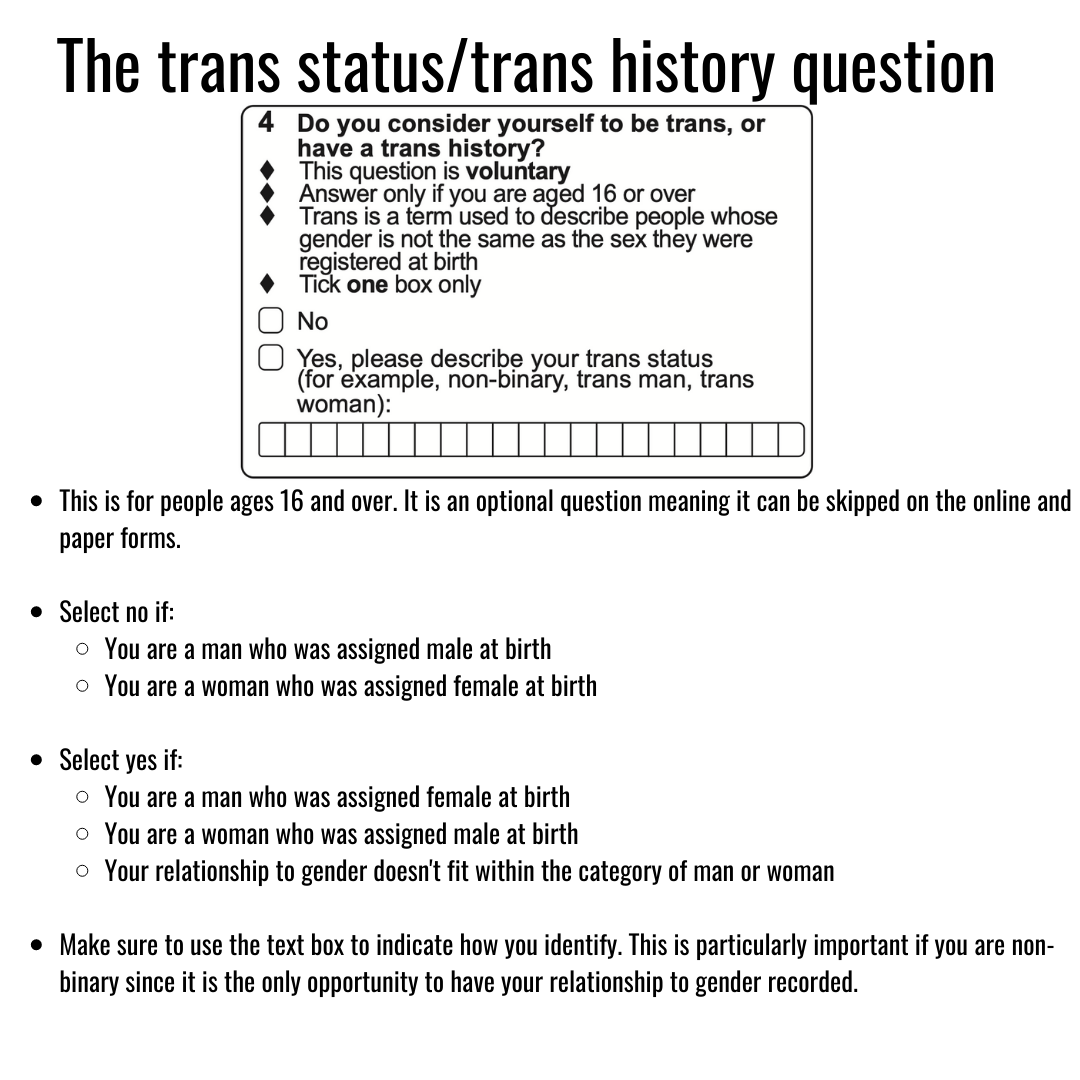 The trans status/trans history question
4 Do you consider yourself to be trans, or
have a trans history?
♦ This question is voluntary
♦ Answer only if you are aged 16 or over
♦ Trans is a term used to describe people whose
gender is not the same as the sex they were
registered at birth
♦ Tick one box only
No
Yes, please describe your trans status
(for example, non-binary, trans man, trans
woman):
• This is for people ages 16 and over. It is an optional question meaning it can be skipped on the online and
paper forms.
• Select no if:
○ You are a man who was assigned male at birth
○ You are a woman who was assigned female at birth
• Select yes if:
○ You are a man who was assigned female at birth
○ You are a woman who was assigned male at birth
○ Your relationship to gender doesn't fit within the category of man or woman
• Make sure to use the text box to indicate how you identify. This is particularly important if you are non-
binary since it is the only opportunity to have your relationship to gender recorded.